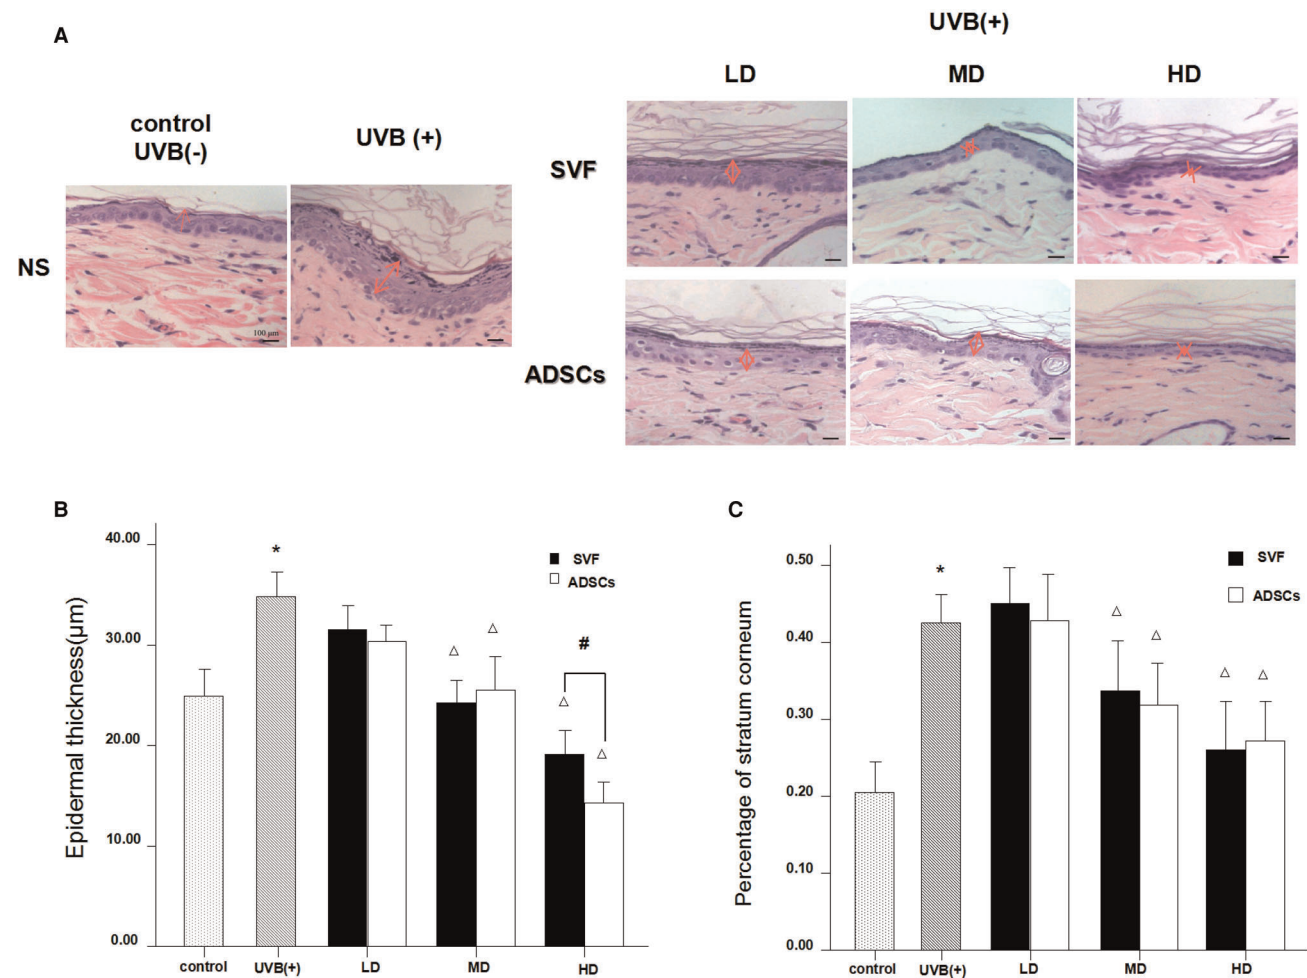 A
UVB(+)
LD MD HD
control
UVB(-)
UVB (+)
SVF
NS
100 μm
ADSCs
B
40.00
30.00
20.00
10.00
0.00
Epidermal thickness(μm)
*
△
△
#
△
△
SVF
ADSCs
control UVB(+) LD MD HD
C
0.50
0.40
0.30
0.20
0.10
0.00
Percentage of stratum corneum
*
△
△
△
△
SVF
ADSCs
control UVB(+) LD MD HD